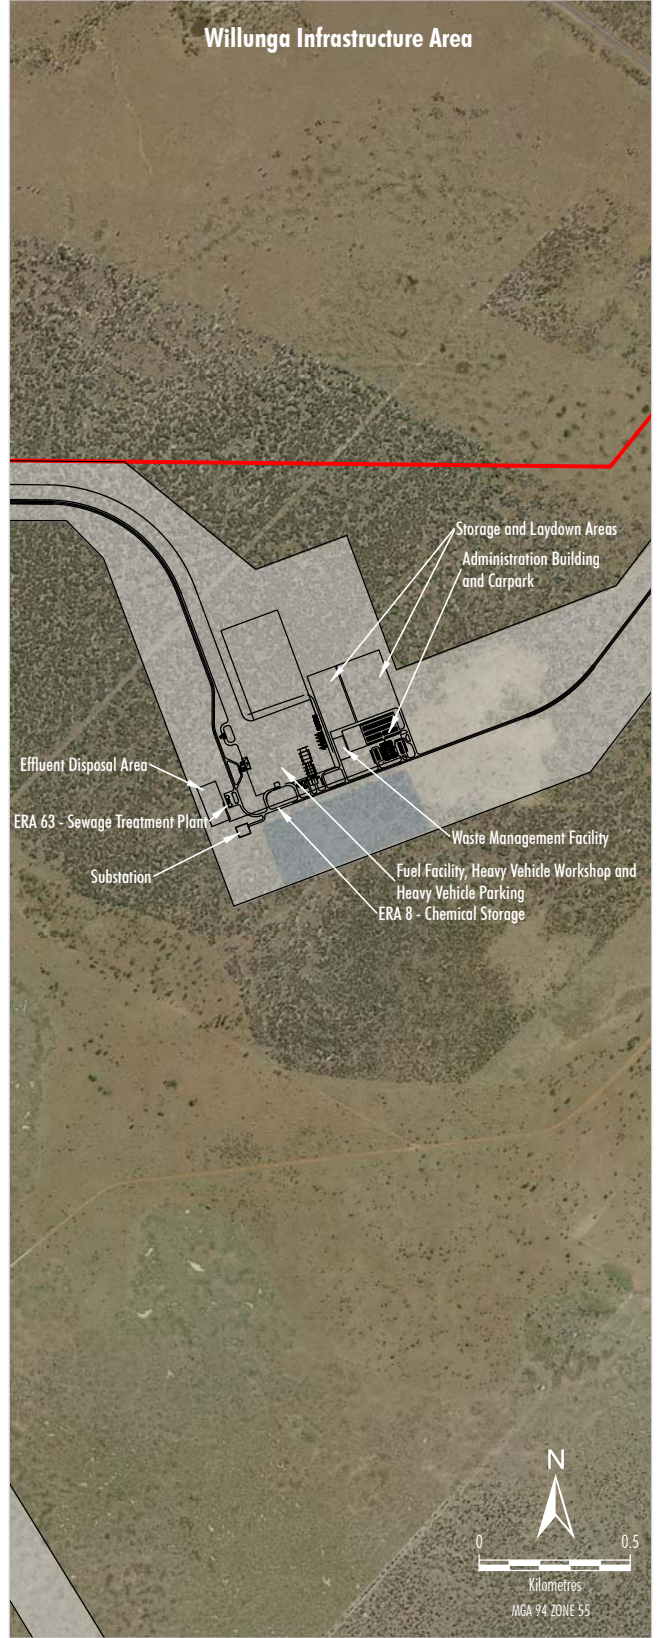 Willunga Infrastructure Area
Storage and Laydown Areas
Administration Building
and Carpark
Effluent Disposal Area
ERA 63 - Sewage Treatment Plant
Substation
Waste Management Facility
Fuel Facility, Heavy Vehicle Workshop and
Heavy Vehicle Parking
ERA 8 - Chemical Storage
N
0 0.5
Kilometres
MGA 94 ZONE 55